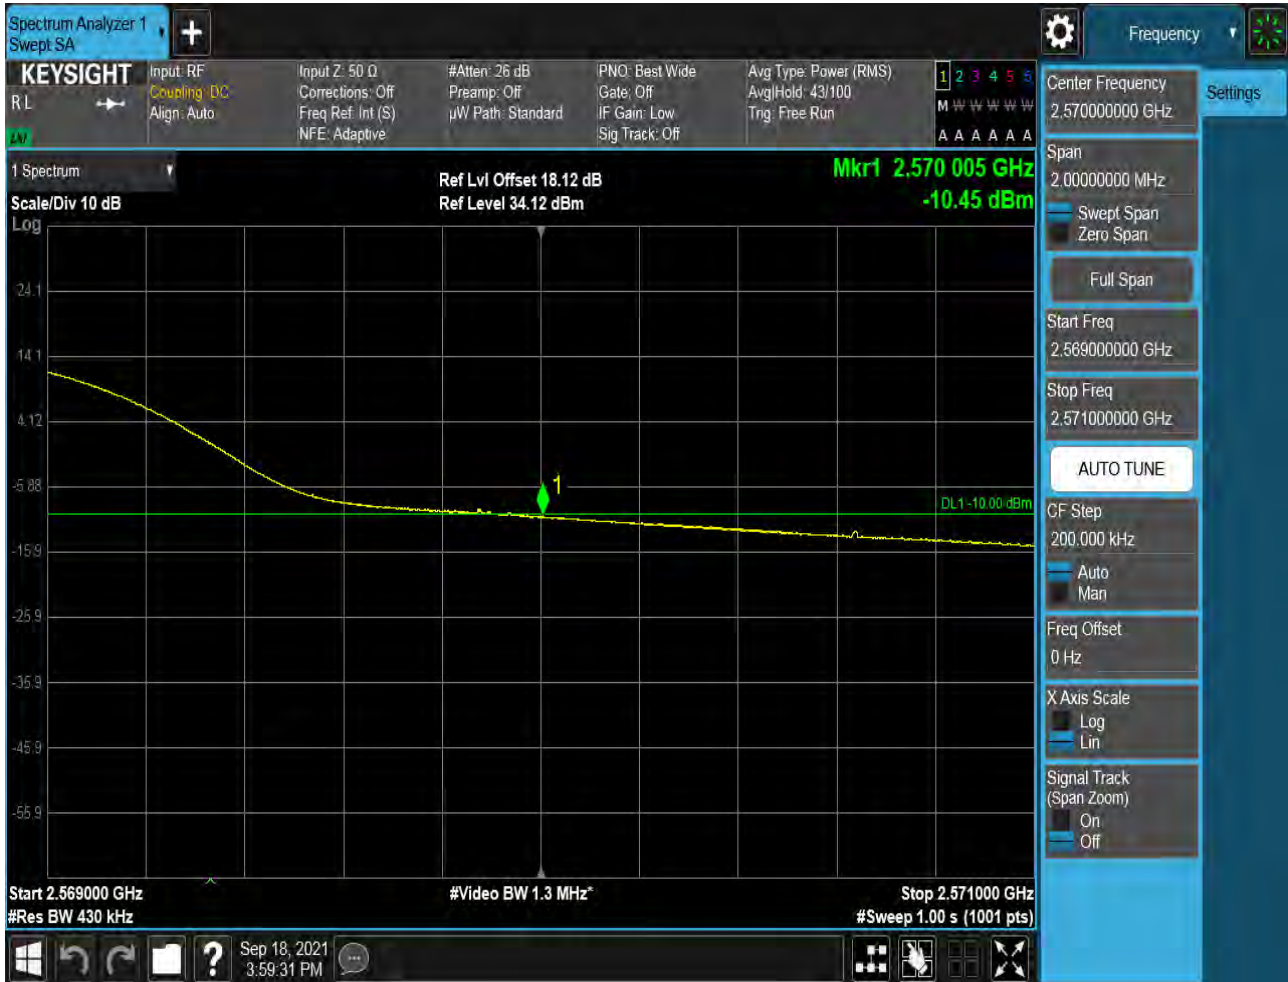 Spectrum Analyzer 1
Swept SA
+
Frequency
KEYSIGHT
R L
Input: RF
Coupling: DC
Align: Auto
Input Z: 50 Ω
Corrections: Off
Freq Ref: Int (S)
NFE: Adaptive
#Atten: 26 dB
Preamp: Off
µW Path: Standard
PNO: Best Wide
Gate: Off
IF Gain: Low
Sig Track: Off
Avg Type: Power (RMS)
Avg|Hold: 43/100
Trig: Free Run
1 2 3 4 5 6
M W W W W W
A A A A A A
1 Spectrum
Scale/Div 10 dB
Log
Ref Lvl Offset 18.12 dB
Ref Level 34.12 dBm
Mkr1 2.570 005 GHz
-10.45 dBm
24.1
14.1
4.12
-5.88
-15.9
-25.9
-35.9
-45.9
-55.9
1
DL1 -10.00 dBm
Start 2.569000 GHz
#Res BW 430 kHz
#Video BW 1.3 MHz*
Stop 2.571000 GHz
#Sweep 1.00 s (1001 pts)
Center Frequency
2.570000000 GHz
Span
2.00000000 MHz
Swept Span
Zero Span
Full Span
Start Freq
2.569000000 GHz
Stop Freq
2.571000000 GHz
AUTO TUNE
CF Step
200.000 kHz
Auto
Man
Freq Offset
0 Hz
X Axis Scale
Log
Lin
Signal Track
(Span Zoom)
On
Off
Settings
?
Sep 18, 2021
3:59:31 PM